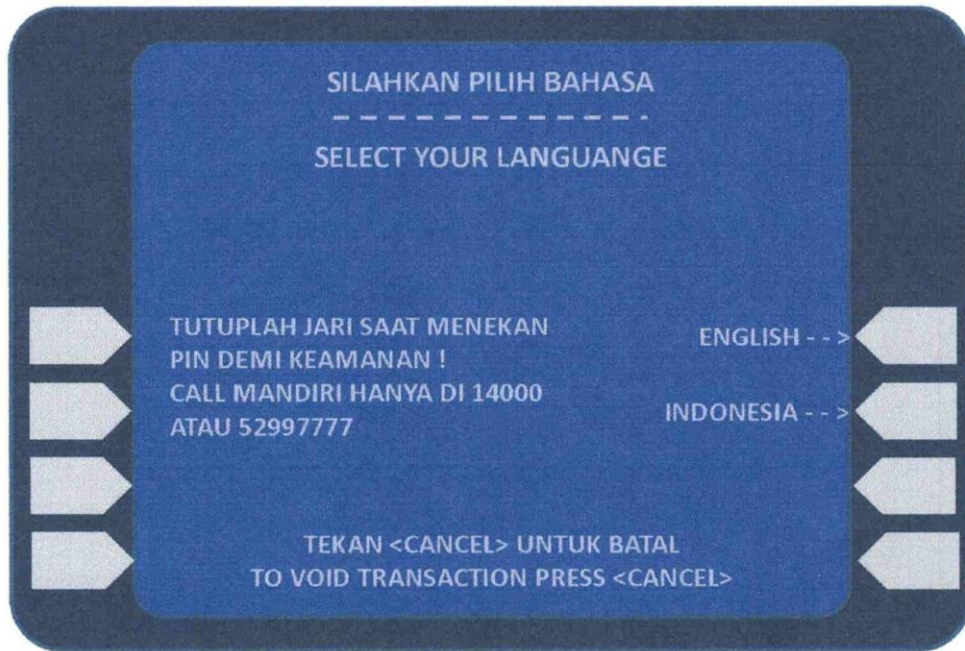 SILAHKAN PILIH BAHASA
- - - - - - - - - - - - -
SELECT YOUR LANGUANGE
TUTUPLAH JARI SAAT MENEKAN
PIN DEMI KEAMANAN !
CALL MANDIRI HANYA DI 14000
ATAU 52997777
ENGLISH - - >
INDONESIA - - >
TEKAN <CANCEL> UNTUK BATAL
TO VOID TRANSACTION PRESS <CANCEL>